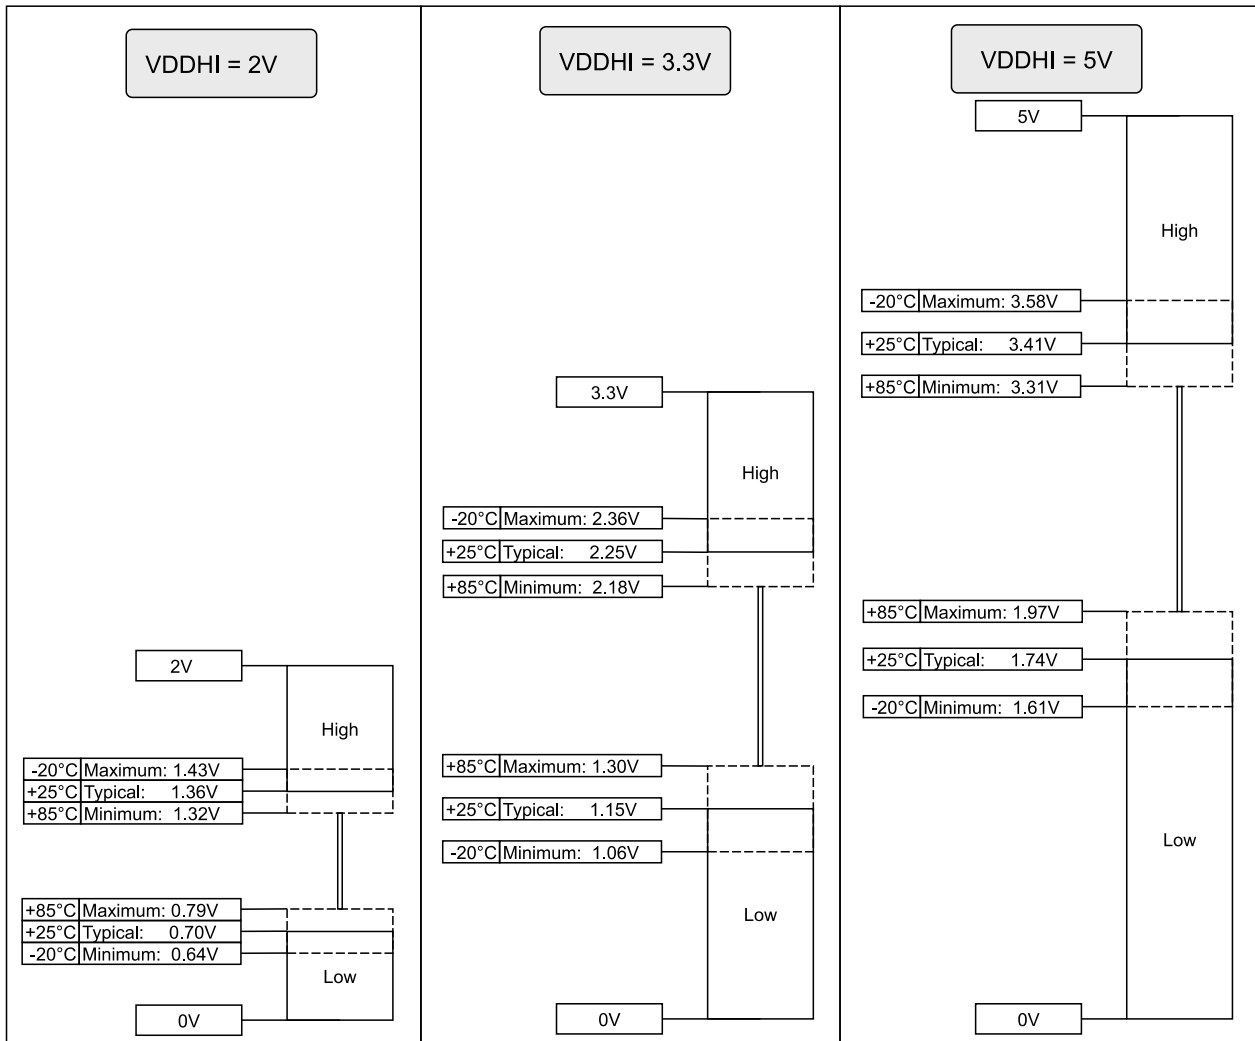 VDDHI = 2V
2V
High
-20°C Maximum: 1.43V
+25°C Typical: 1.36V
+85°C Minimum: 1.32V
+85°C Maximum: 0.79V
+25°C Typical: 0.70V
-20°C Minimum: 0.64V
Low
0V
VDDHI = 3.3V
3.3V
High
-20°C Maximum: 2.36V
+25°C Typical: 2.25V
+85°C Minimum: 2.18V
+85°C Maximum: 1.30V
+25°C Typical: 1.15V
-20°C Minimum: 1.06V
Low
0V
VDDHI = 5V
5V
High
-20°C Maximum: 3.58V
+25°C Typical: 3.41V
+85°C Minimum: 3.31V
+85°C Maximum: 1.97V
+25°C Typical: 1.74V
-20°C Minimum: 1.61V
Low
0V